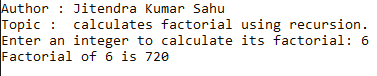 Author : Jitendra Kumar Sahu
Topic :  calculates factorial using recursion.
Enter an integer to calculate its factorial: 6
Factorial of 6 is 720